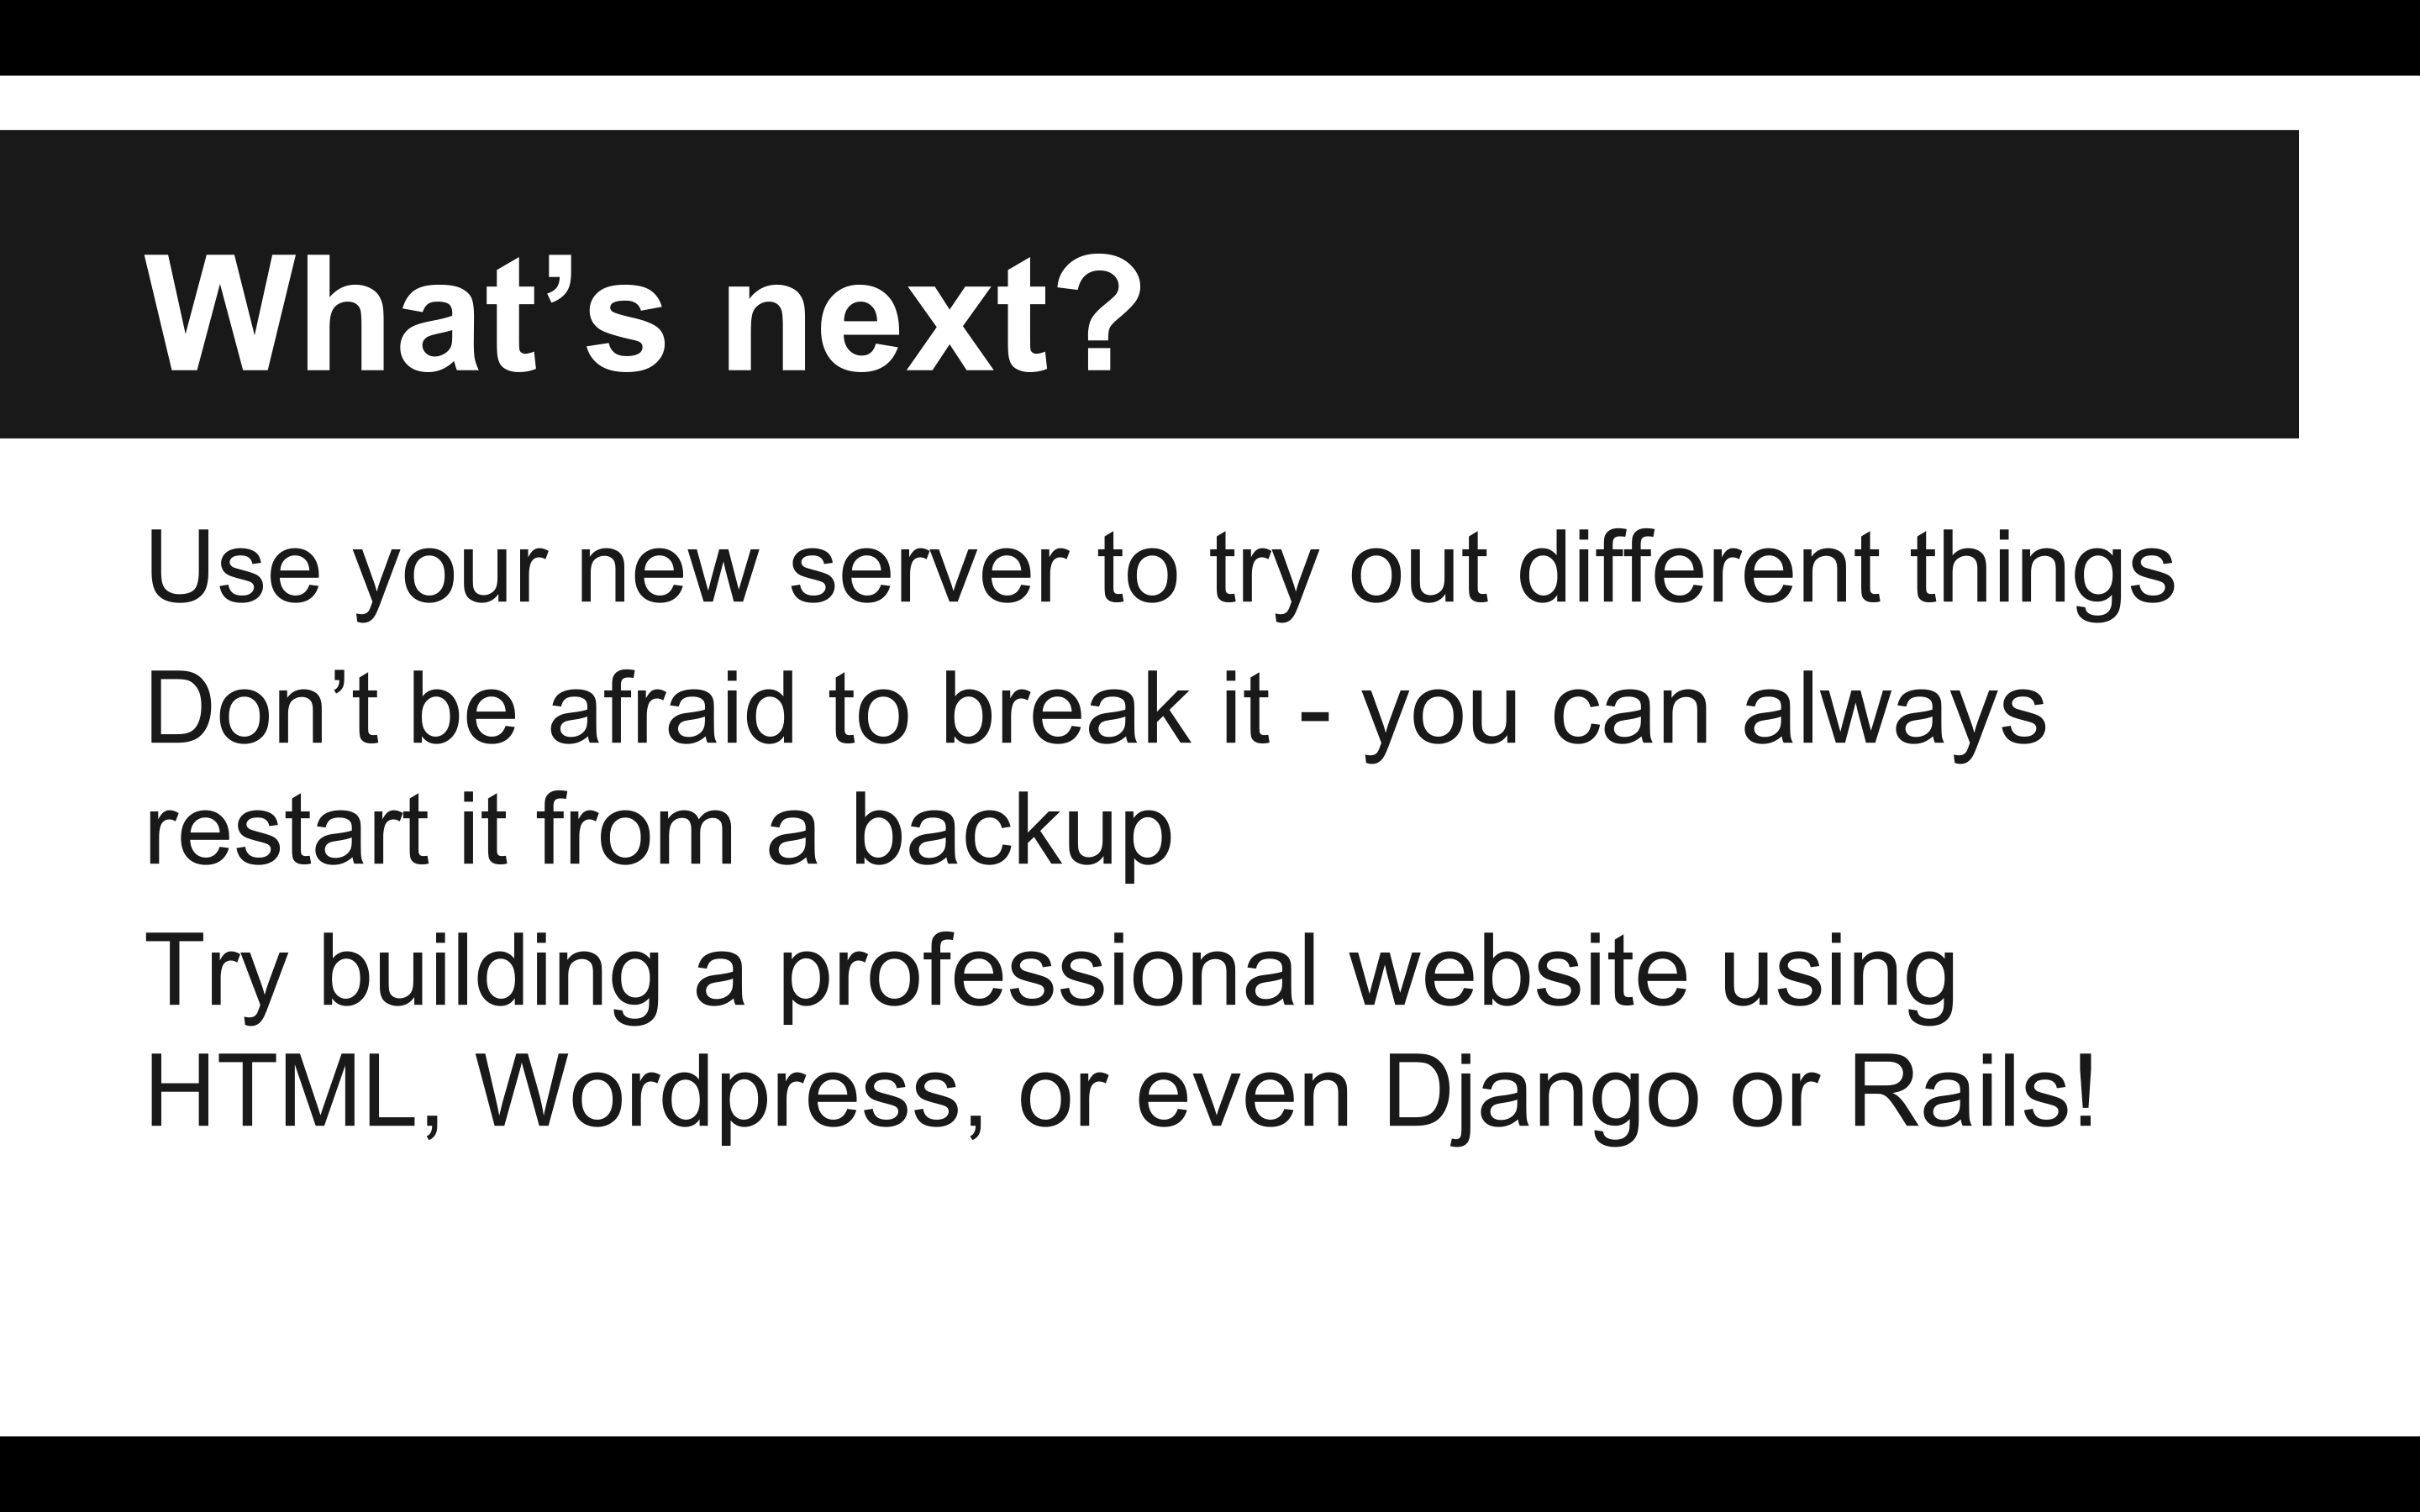 What’s next?
Use your new server to try out different things
Don’t be afraid to break it - you can always
restart it from a backup
Try building a professional website using
HTML, Wordpress, or even Django or Rails!